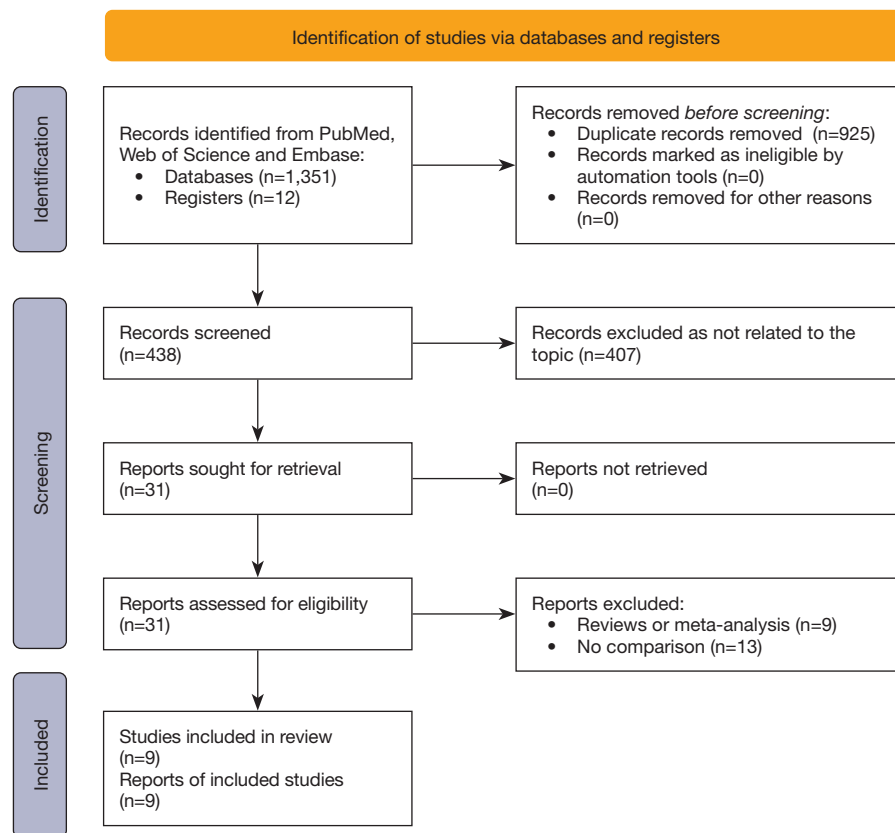 Identification of studies via databases and registers
Identification
Records identified from PubMed,
Web of Science and Embase:
• Databases (n=1,351)
• Registers (n=12)
Records removed before screening:
• Duplicate records removed (n=925)
• Records marked as ineligible by
automation tools (n=0)
• Records removed for other reasons
(n=0)
Screening
Records screened
(n=438)
Records excluded as not related to the
topic (n=407)
Reports sought for retrieval
(n=31)
Reports not retrieved
(n=0)
Reports assessed for eligibility
(n=31)
Reports excluded:
• Reviews or meta-analysis (n=9)
• No comparison (n=13)
Included
Studies included in review
(n=9)
Reports of included studies
(n=9)